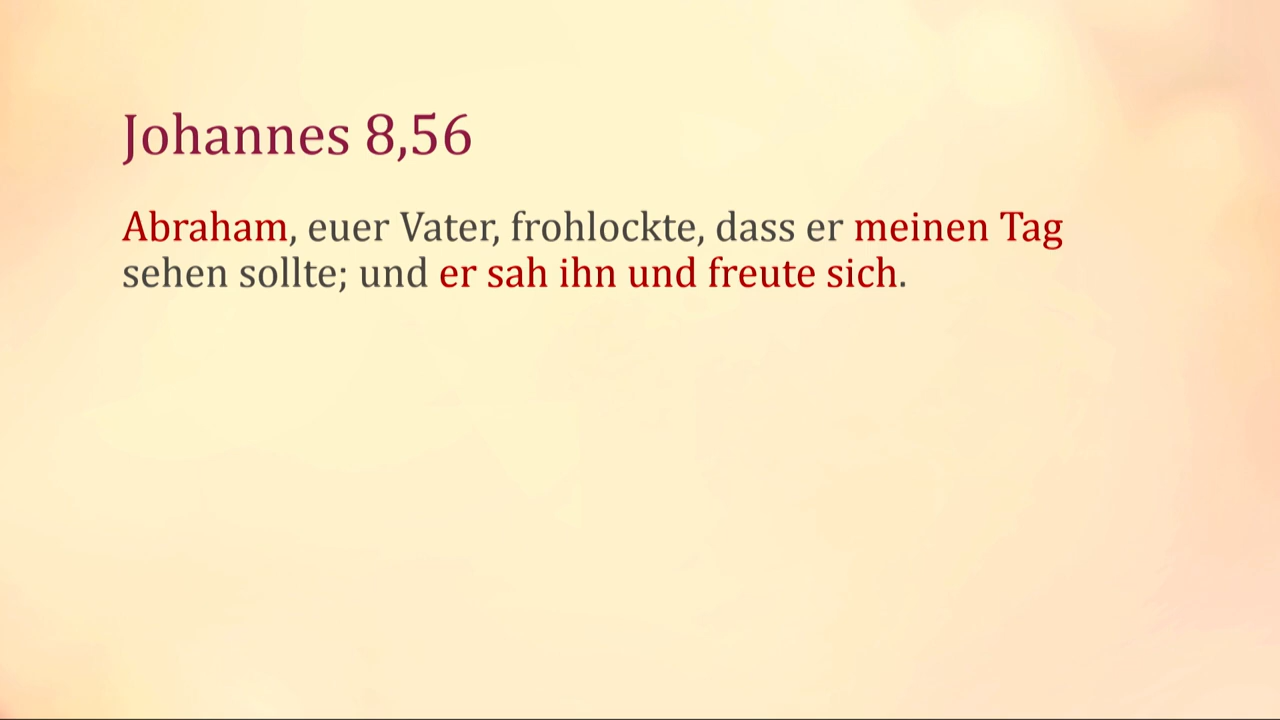 Johannes 8,56
Abraham, euer Vater, frohlockte, dass er meinen Tag
sehen sollte; und er sah ihn und freute sich.